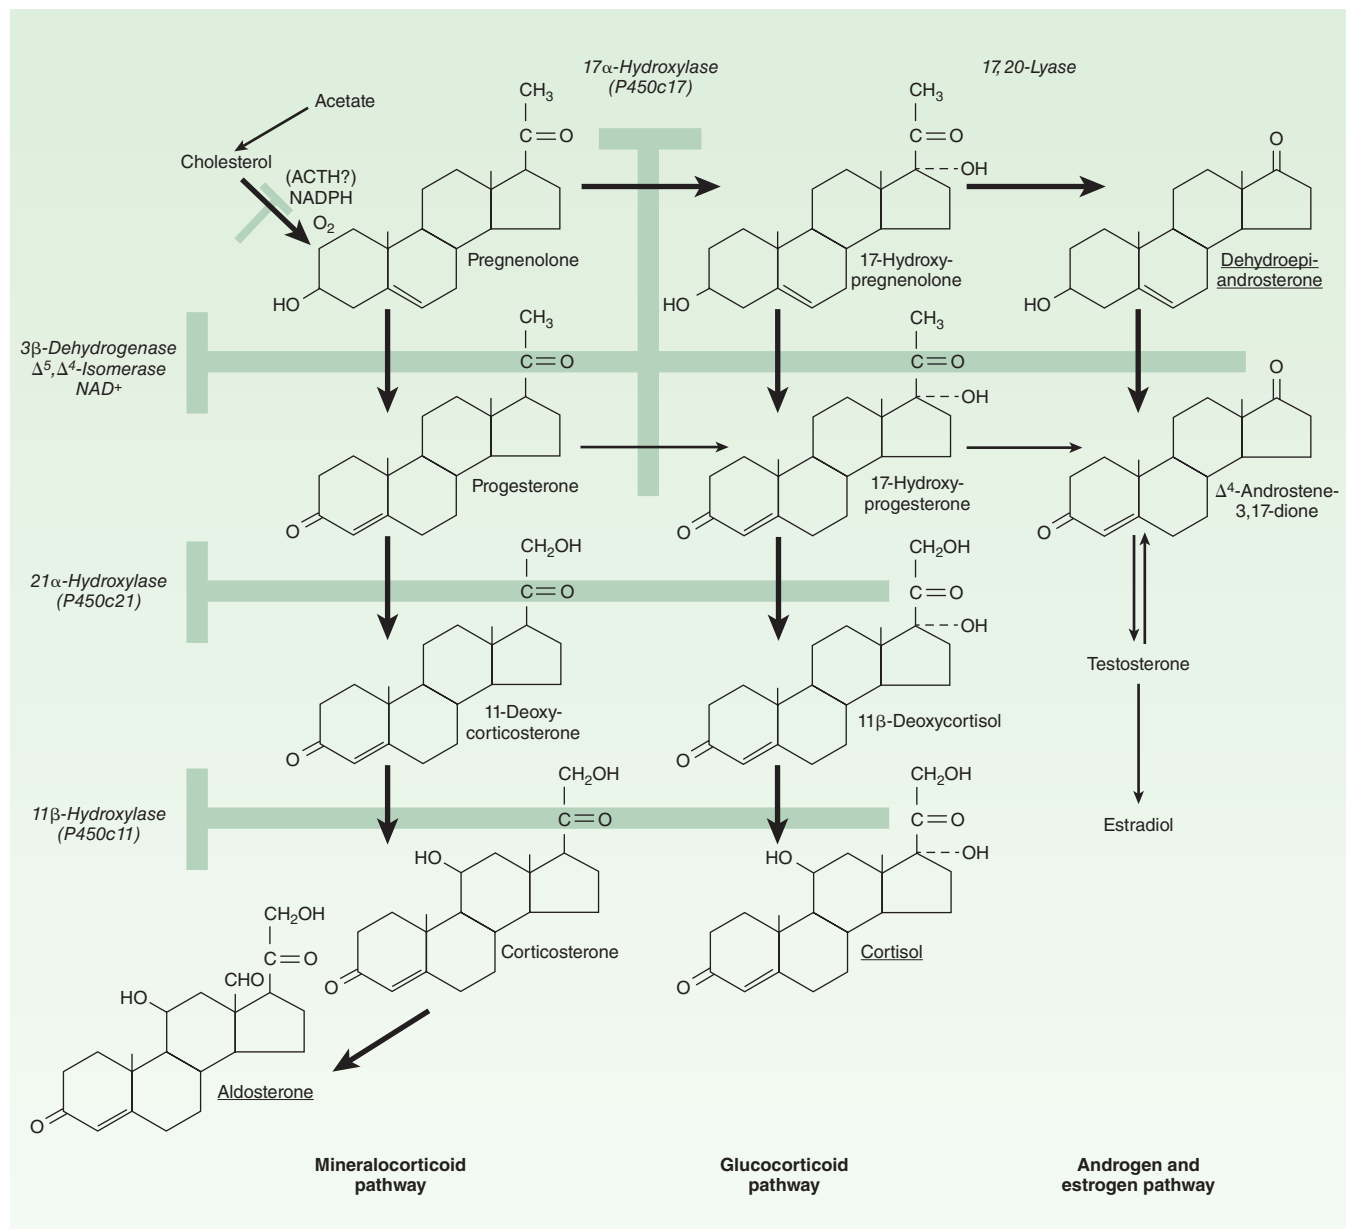 17α-Hydroxylase
(P450c17)
17,20-Lyase
Acetate
Cholesterol
(ACTH?)
NADPH
O₂
CH₃
C=O
HO
Pregnenolone
CH₃
C=O
OH
HO
17-Hydroxy-
pregnenolone
O
HO
Dehydroepi-
androsterone
3β-Dehydrogenase
Δ⁵,Δ⁴-Isomerase
NAD⁺
CH₃
C=O
O
Progesterone
CH₃
C=O
OH
O
17-Hydroxy-
progesterone
O
O
Δ⁴-Androstene-
3,17-dione
21α-Hydroxylase
(P450c21)
CH₂OH
C=O
O
11-Deoxy-
corticosterone
CH₂OH
C=O
OH
O
11β-Deoxycortisol
Testosterone
Estradiol
11β-Hydroxylase
(P450c11)
CH₂OH
C=O
HO
O
Corticosterone
CH₂OH
C=O
OH
HO
O
Cortisol
CH₂OH
C=O
CHO
HO
O
Aldosterone
Mineralocorticoid
pathway
Glucocorticoid
pathway
Androgen and
estrogen pathway